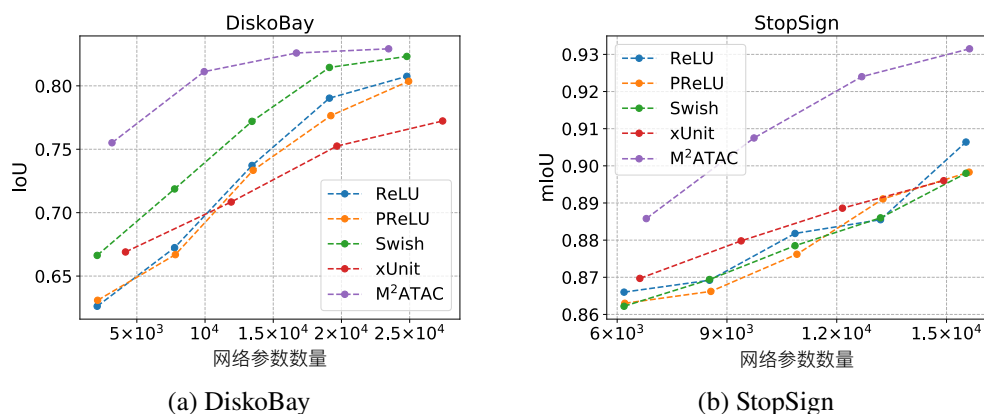 DiskoBay
IoU
0.80
0.75
0.70
0.65
5×10³
10⁴
1.5×10⁴
2×10⁴
2.5×10⁴
网络参数数量
ReLU
PReLU
Swish
xUnit
M²ATAC
(a) DiskoBay
StopSign
mIoU
0.93
0.92
0.91
0.90
0.89
0.88
0.87
0.86
6×10³
9×10³
1.2×10⁴
1.5×10⁴
网络参数数量
ReLU
PReLU
Swish
xUnit
M²ATAC
(b) StopSign